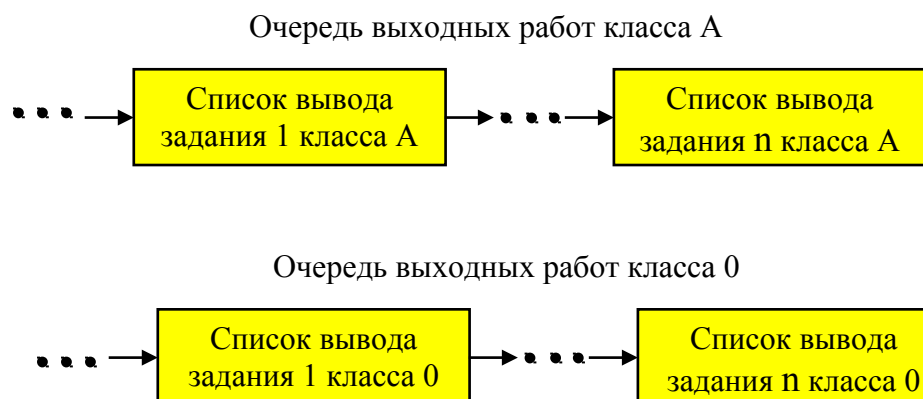 Очередь выходных работ класса А
Список вывода
задания 1 класса А
Список вывода
задания n класса А
Очередь выходных работ класса 0
Список вывода
задания 1 класса 0
Список вывода
задания n класса 0